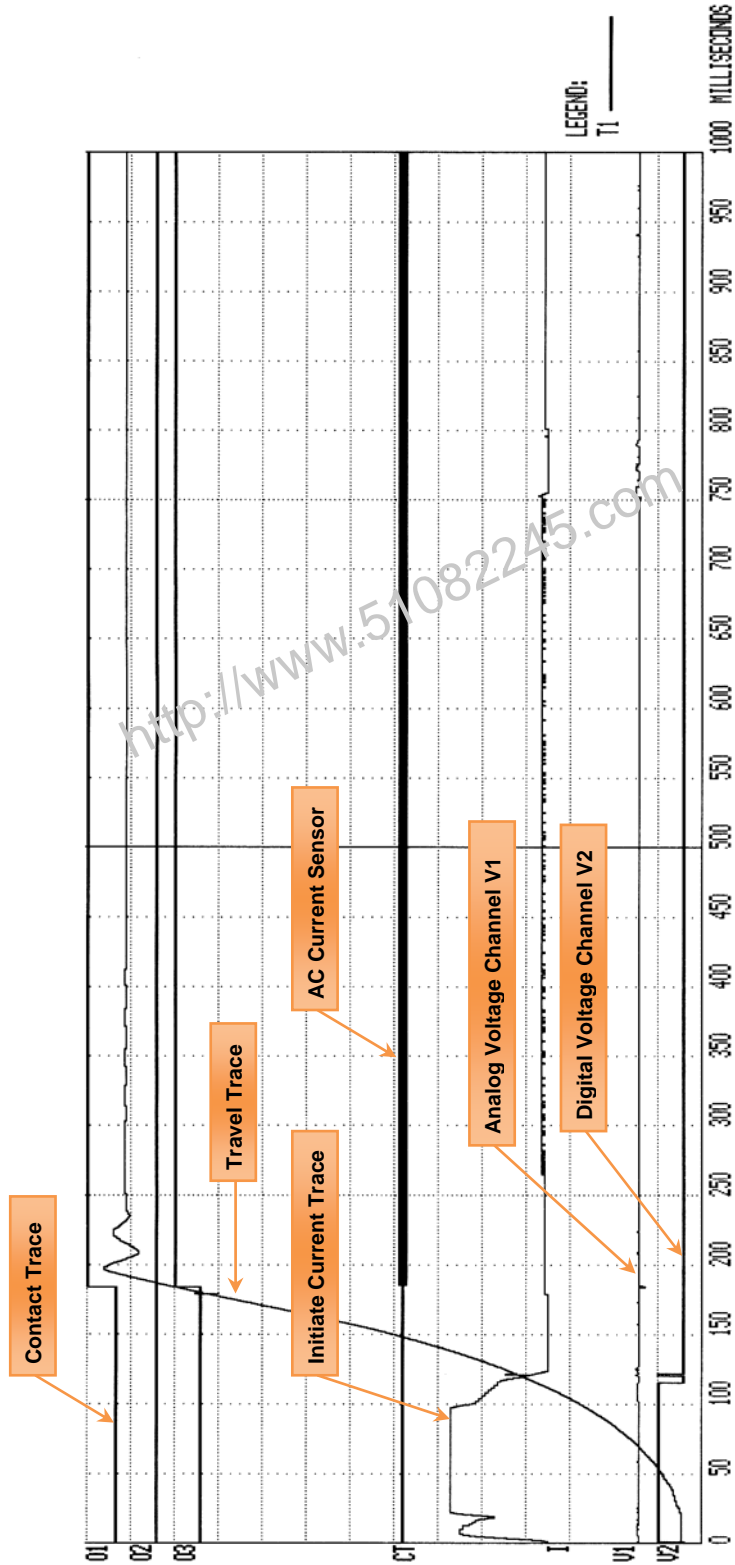 Contact Trace
Travel Trace
Initiate Current Trace
AC Current Sensor
Analog Voltage Channel V1
Digital Voltage Channel V2
O1
O2
O3
CT
I
V1
V2
0 50 100 150 200 250 300 350 400 450 500 550 600 650 700 750 800 850 900 950 1000 MILLISECONDS
LEGEND:
T1
http://www.51082245.com